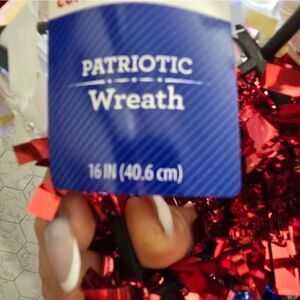 PATRIOTIC
Wreath
16 IN (40.6 cm)